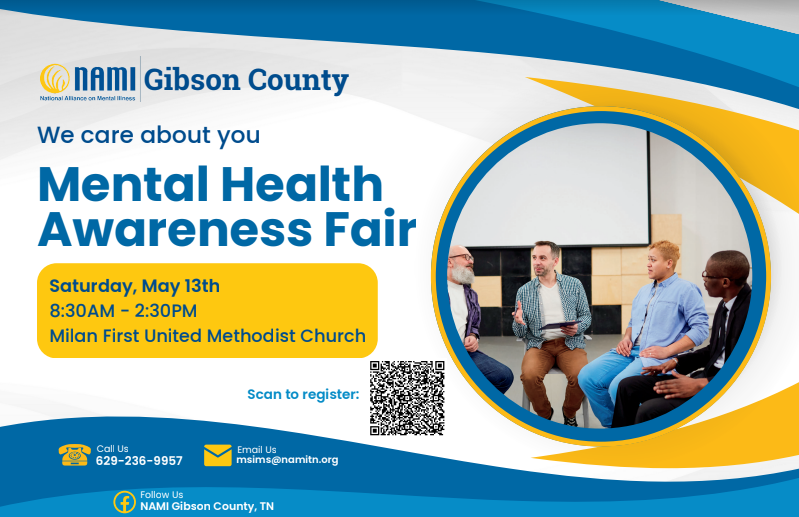 NAMI
National Alliance on Mental Illness
Gibson County
We care about you
Mental Health
Awareness Fair
Saturday, May 13th
8:30AM - 2:30PM
Milan First United Methodist Church
Scan to register:
Call Us
629-236-9957
Email Us
msims@namitn.org
Follow Us
NAMI Gibson County, TN